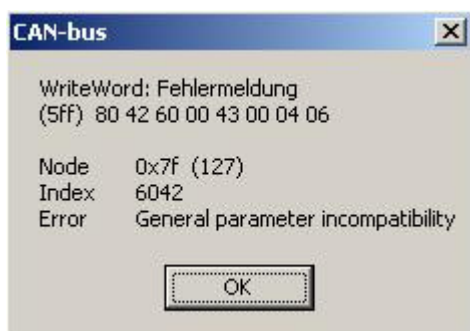 CAN-bus
WriteWord: Fehlermeldung
(5ff) 80 42 60 00 43 00 04 06
Node 0x7f (127)
Index 6042
Error General parameter incompatibility
OK